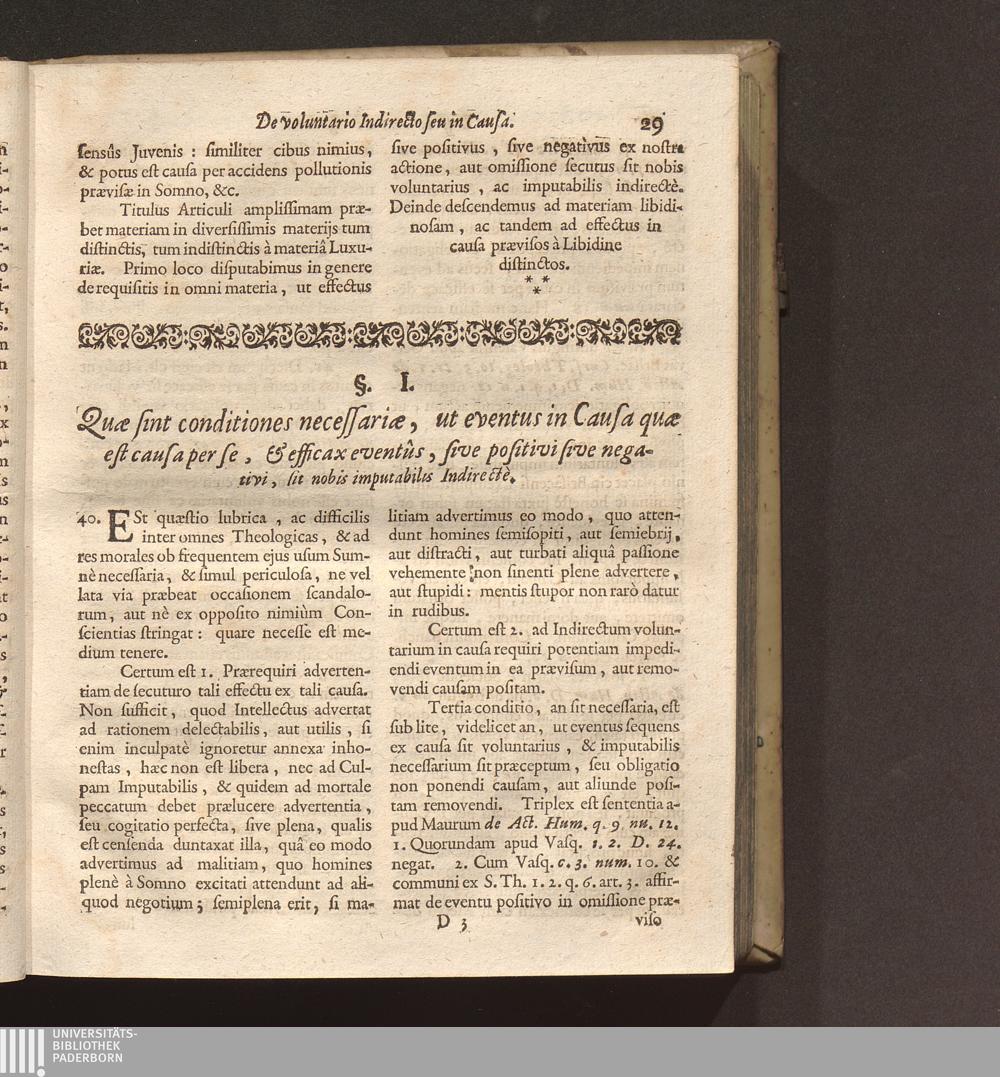 De voluntario Indirecto seu in Causa. 29
sensûs Juvenis : similiter cibus nimius,
& potus est causa per accidens pollutionis
prævisæ in Somno, &c.
Titulus Articuli amplissimam præ-
bet materiam in diversissimis materijs tum
distinctis, tum indistinctis à materiâ Luxu-
riæ. Primo loco disputabimus in genere
de requisitis in omni materia, ut effectus
sive positivus, sive negativus ex nostra
actione, aut omissione secutus sit nobis
voluntarius, ac imputabilis indirectè.
Deinde descendemus ad materiam libidi-
nosam, ac tandem ad effectus in
causa prævisos à Libidine
distinctos.
* *
*
§. I.
Quæ sint conditiones necessariæ, ut eventus in Causa quæ
est causa per se, & efficax eventûs, sive positivi sive nega-
tivi, sit nobis imputabilis Indirectè.
40. ESt quæstio lubrica, ac difficilis
inter omnes Theologicas, & ad
res morales ob frequentem ejus usum Sum-
nè necessaria, & simul periculosa, ne vel
lata via præbeat occasionem scandalo-
rum, aut nè ex opposito nimiùm Con-
scientias stringat: quare necesse est me-
dium tenere.
Certum est 1. Prærequiri adverten-
tiam de secuturo tali effectu ex tali causa.
Non sufficit, quod Intellectus advertat
ad rationem delectabilis, aut utilis, si
enim inculpatè ignoretur annexa inho-
nestas, hæc non est libera, nec ad Cul-
pam Imputabilis, & quidem ad mortale
peccatum debet prælucere advertentia,
seu cogitatio perfecta, sive plena, qualis
est censenda duntaxat illa, quâ eo modo
advertimus ad malitiam, quo homines
plenè à Somno excitati attendunt ad ali-
quod negotium; semiplena erit, si ma-
litiam advertimus eo modo, quo atten-
dunt homines semisopiti, aut semiebrij,
aut distracti, aut turbati aliquâ passione
vehemente non sinenti plene advertere,
aut stupidi: mentis stupor non rarò datur
in rudibus.
Certum est 2. ad Indirectum volun-
tarium in causa requiri potentiam impedi-
endi eventum in ea prævisum, aut remo-
vendi causam positam.
Tertia conditio, an sit necessaria, est
sub lite, videlicet an, ut eventus sequens
ex causa sit voluntarius, & imputabilis
necessarium sit præceptum, seu obligatio
non ponendi causam, aut aliunde posi-
tam removendi. Triplex est sententia a-
pud Maurum de Act. Hum. q. 9 nu. 12.
1. Quorundam apud Vasq. 1. 2. D. 24.
negat. 2. Cum Vasq. c. 3. num. 10. &
communi ex S. Th. 1. 2. q. 6. art. 3. affir-
mat de eventu positivo in omissione præ-
D 3 viso
UNIVERSITÄTS-
BIBLIOTHEK
PADERBORN